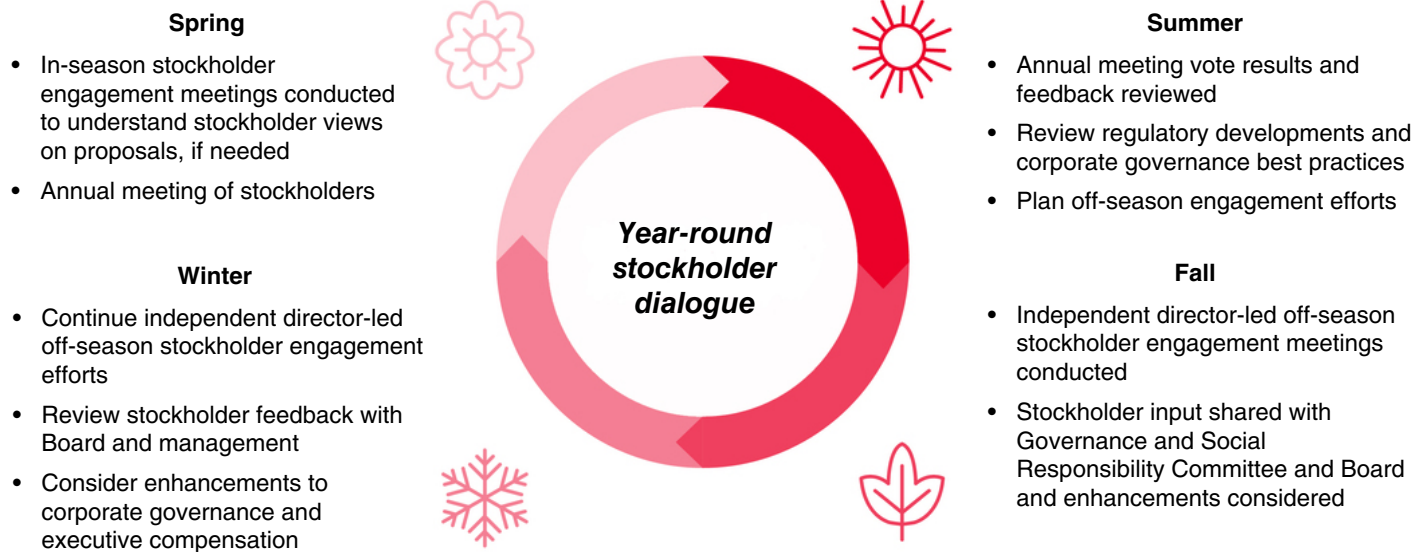 Spring
• In-season stockholder
engagement meetings conducted
to understand stockholder views
on proposals, if needed
• Annual meeting of stockholders
Summer
• Annual meeting vote results and
feedback reviewed
• Review regulatory developments and
corporate governance best practices
• Plan off-season engagement efforts
Year-round
stockholder
dialogue
Winter
• Continue independent director-led
off-season stockholder engagement
efforts
• Review stockholder feedback with
Board and management
• Consider enhancements to
corporate governance and
executive compensation
Fall
• Independent director-led off-season
stockholder engagement meetings
conducted
• Stockholder input shared with
Governance and Social
Responsibility Committee and Board
and enhancements considered